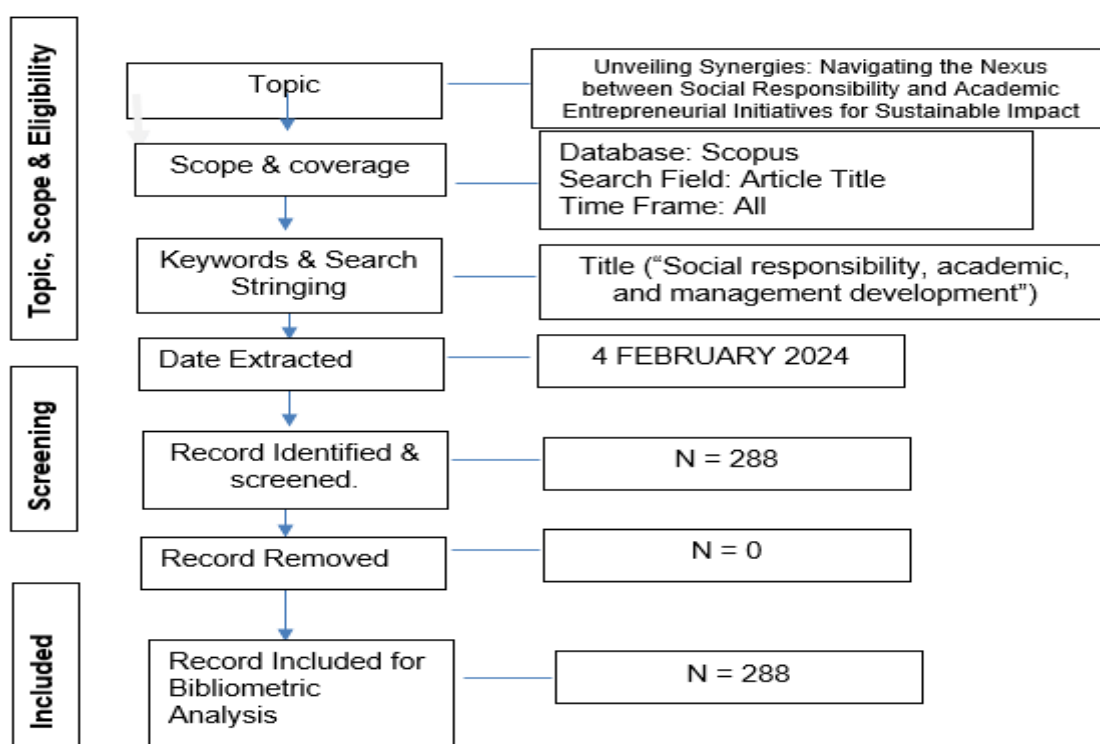 Topic, Scope & Eligibility
Topic
Unveiling Synergies: Navigating the Nexus
between Social Responsibility and Academic
Entrepreneurial Initiatives for Sustainable Impact
Scope & coverage
Database: Scopus
Search Field: Article Title
Time Frame: All
Keywords & Search
Stringing
Title (“Social responsibility, academic,
and management development”)
Date Extracted
4 FEBRUARY 2024
Screening
Record Identified &
screened.
N = 288
Record Removed
N = 0
Included
Record Included for
Bibliometric
Analysis
N = 288